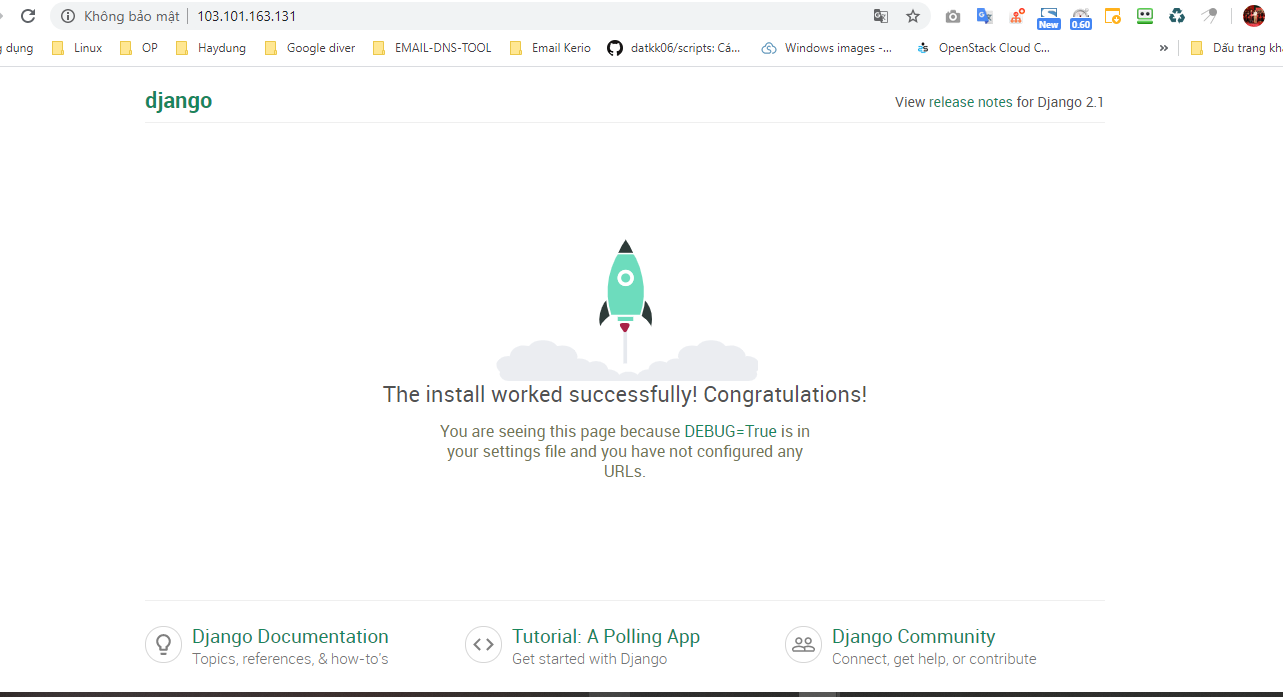 Không bảo mật 103.101.163.131
New 0.60
g dụng Linux OP Haydung Google diver EMAIL-DNS-TOOL Email Kerio datkk06/scripts: Cá... Windows images -... OpenStack Cloud C... » Dấu trang kh
django
View release notes for Django 2.1
The install worked successfully! Congratulations!
You are seeing this page because DEBUG=True is in
your settings file and you have not configured any
URLs.
Django Documentation
Topics, references, & how-to's
Tutorial: A Polling App
Get started with Django
Django Community
Connect, get help, or contribute